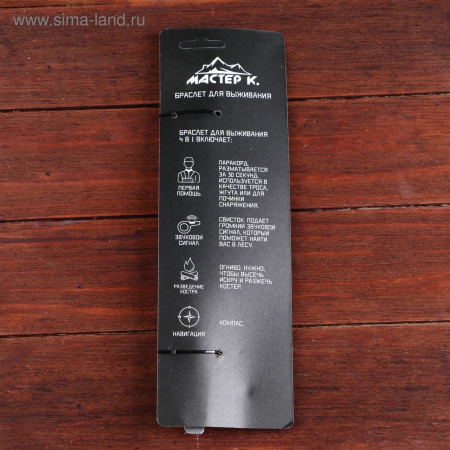 www.sima-land.ru
МАСТЕР К.
БРАСЛЕТ ДЛЯ ВЫЖИВАНИЯ
БРАСЛЕТ ДЛЯ ВЫЖИВАНИЯ
4 В 1 ВКЛЮЧАЕТ:
ПЕРВАЯ
ПОМОЩЬ
ПАРАКОРД.
РАЗМАТЫВАЕТСЯ
ЗА 30 СЕКУНД.
ИСПОЛЬЗУЕТСЯ В
КАЧЕСТВЕ ТРОСА,
ЖГУТА ИЛИ ДЛЯ
ПОЧИНКИ
СНАРЯЖЕНИЯ.
ЗВУКОВОЙ
СИГНАЛ
СВИСТОК. ПОДАЕТ
ГРОМКИЙ ЗВУКОВОЙ
СИГНАЛ, КОТОРЫЙ
ПОМОЖЕТ НАЙТИ
ВАС В ЛЕСУ.
РАЗВЕДЕНИЕ
КОСТРА
ОГНИВО. НУЖНО,
ЧТОБЫ ВЫСЕЧЬ
ИСКРУ И РАЗЖЕЧЬ
КОСТЕР.
НАВИГАЦИЯ
КОМПАС.